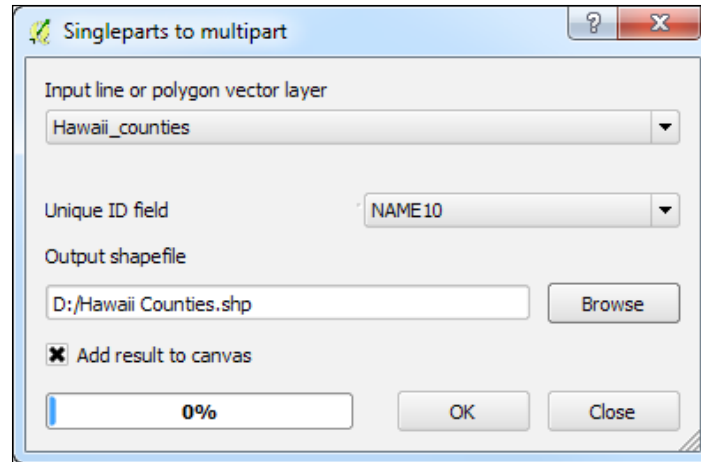 Singleparts to multipart
Input line or polygon vector layer
Hawaii_counties
Unique ID field NAME10
Output shapefile
D:/Hawaii Counties.shp Browse
Add result to canvas
0% OK Close